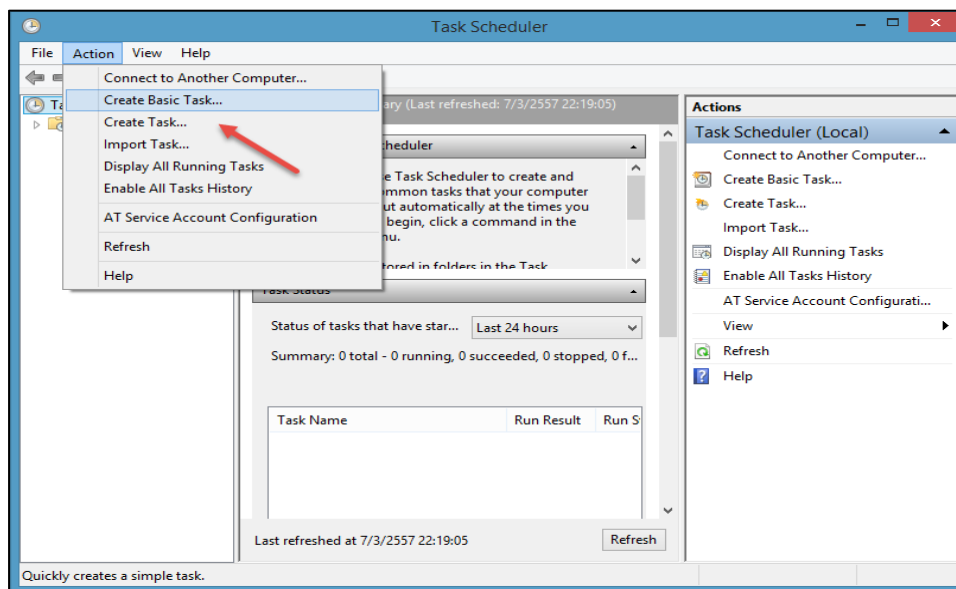 Task Scheduler
File Action View Help
Connect to Another Computer...
Create Basic Task...
Create Task...
Import Task...
Display All Running Tasks
Enable All Tasks History
AT Service Account Configuration
Refresh
Help
ary (Last refreshed: 7/3/2557 22:19:05)
heduler
e Task Scheduler to create and
mmon tasks that your computer
ut automatically at the times you
begin, click a command in the
nu.
tored in folders in the Task
Task Status
Status of tasks that have star... Last 24 hours
Summary: 0 total - 0 running, 0 succeeded, 0 stopped, 0 f...
Task Name Run Result Run S
Last refreshed at 7/3/2557 22:19:05 Refresh
Actions
Task Scheduler (Local)
Connect to Another Computer...
Create Basic Task...
Create Task...
Import Task...
Display All Running Tasks
Enable All Tasks History
AT Service Account Configurati...
View
Refresh
Help
Quickly creates a simple task.